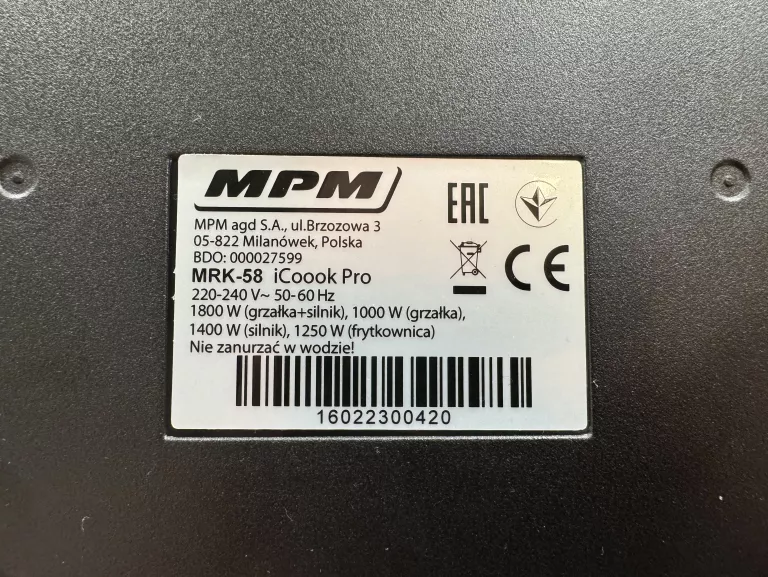 MPM
EAC
MPM agd S.A., ul.Brzozowa 3
05-822 Milanówek, Polska
BDO: 000027599
MRK-58 iCoook Pro
220-240 V~ 50-60 Hz
1800 W (grzałka+silnik), 1000 W (grzałka),
1400 W (silnik), 1250 W (frytkownica)
Nie zanurzać w wodzie!
CE
16022300420